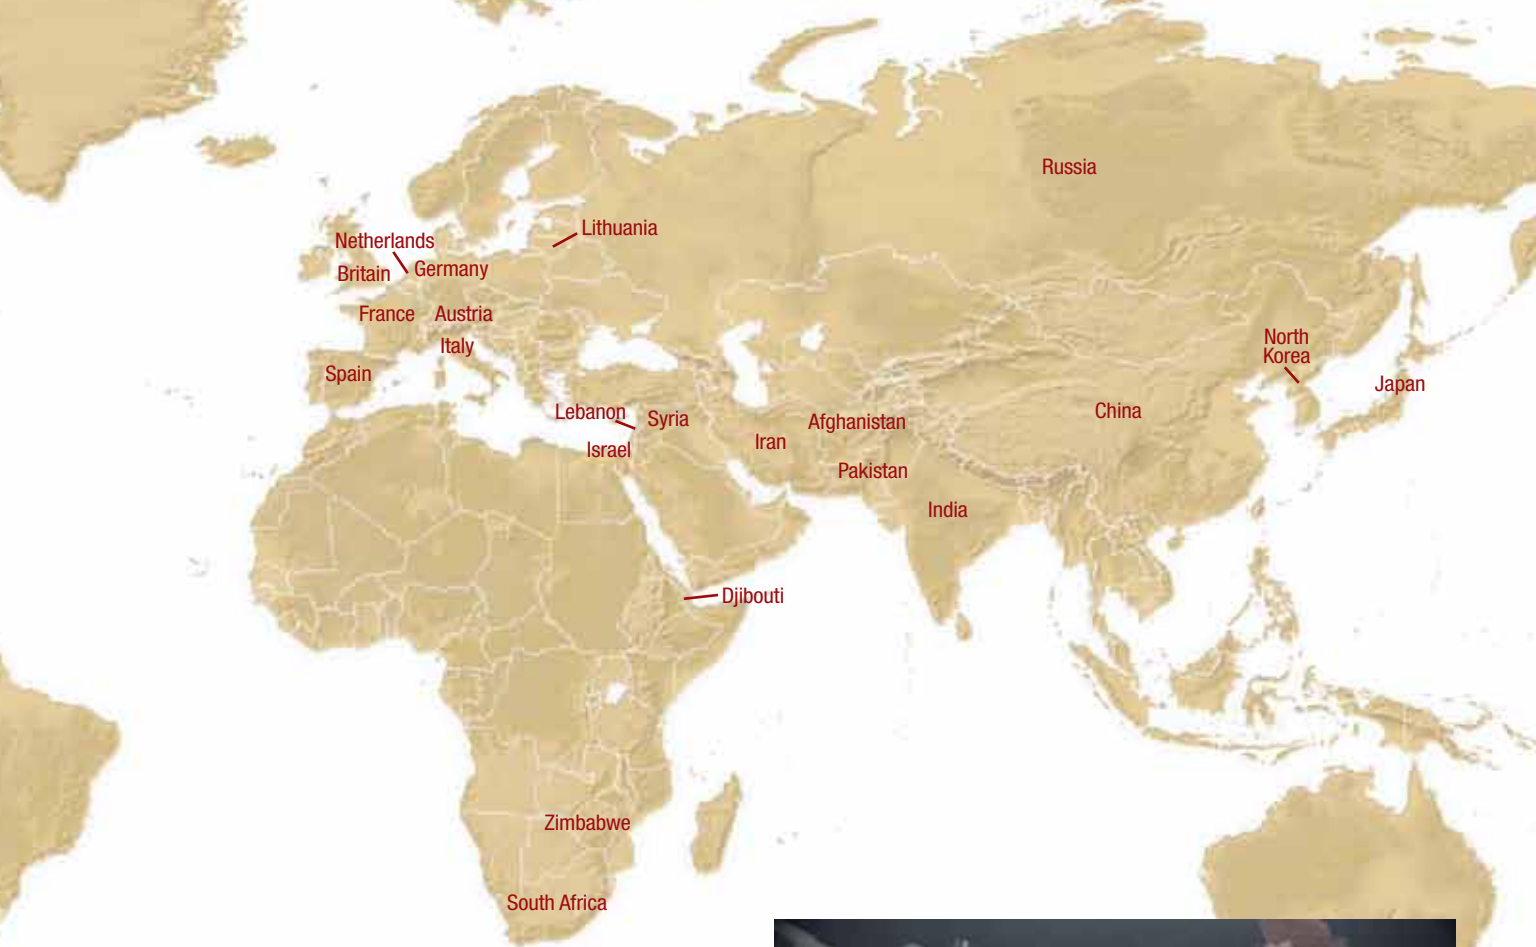 Russia
Lithuania
Netherlands
Britain
Germany
France
Austria
Italy
Spain
North
Korea
Japan
China
Lebanon
Syria
Israel
Iran
Afghanistan
Pakistan
India
Djibouti
Zimbabwe
South Africa